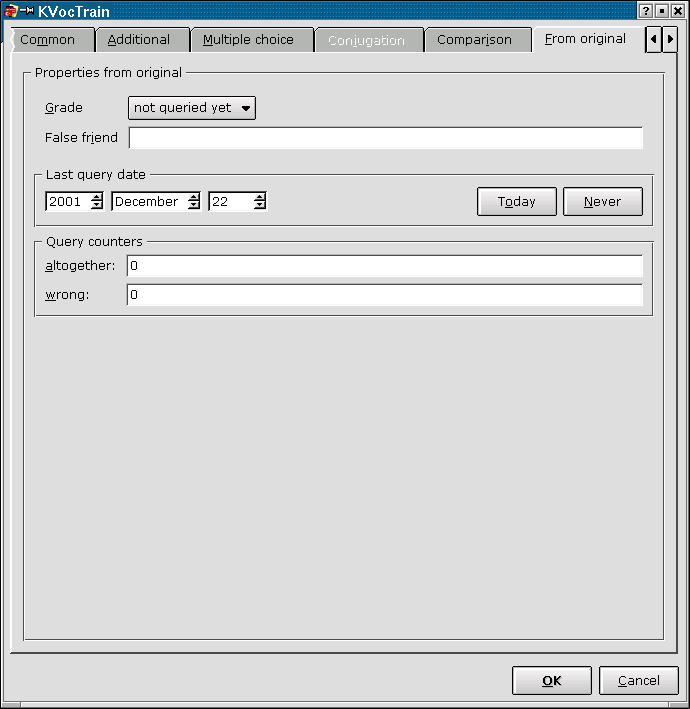 KVocTrain
Common Additional Multiple choice Conjugation Comparison From original
Properties from original
Grade not queried yet
False friend
Last query date
2001 December 22 Today Never
Query counters
altogether: 0
wrong: 0
OK Cancel